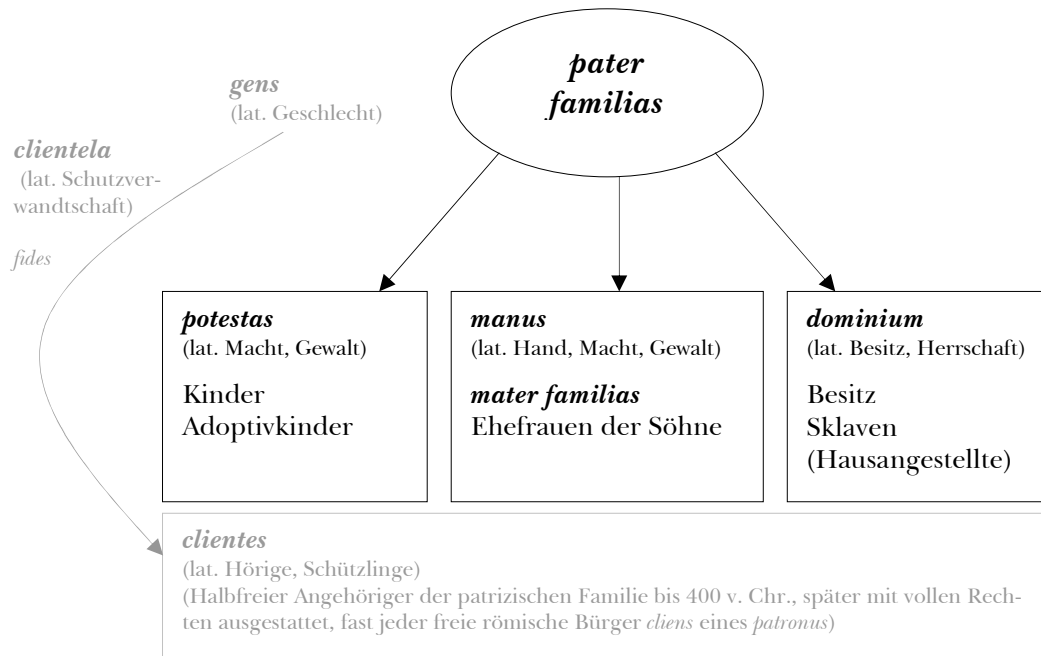 pater
familias
gens
(lat. Geschlecht)
clientela
(lat. Schutzver-
wandtschaft)
fides
potestas
(lat. Macht, Gewalt)
Kinder
Adoptivkinder
manus
(lat. Hand, Macht, Gewalt)
mater familias
Ehefrauen der Söhne
dominium
(lat. Besitz, Herrschaft)
Besitz
Sklaven
(Hausangestellte)
clientes
(lat. Hörige, Schützlinge)
(Halbfreier Angehöriger der patrizischen Familie bis 400 v. Chr., später mit vollen Rech-
ten ausgestattet, fast jeder freie römische Bürger cliens eines patronus)